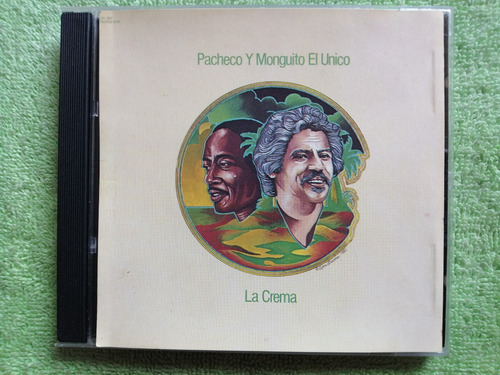 Pacheco Y Monguito El Unico
La Crema